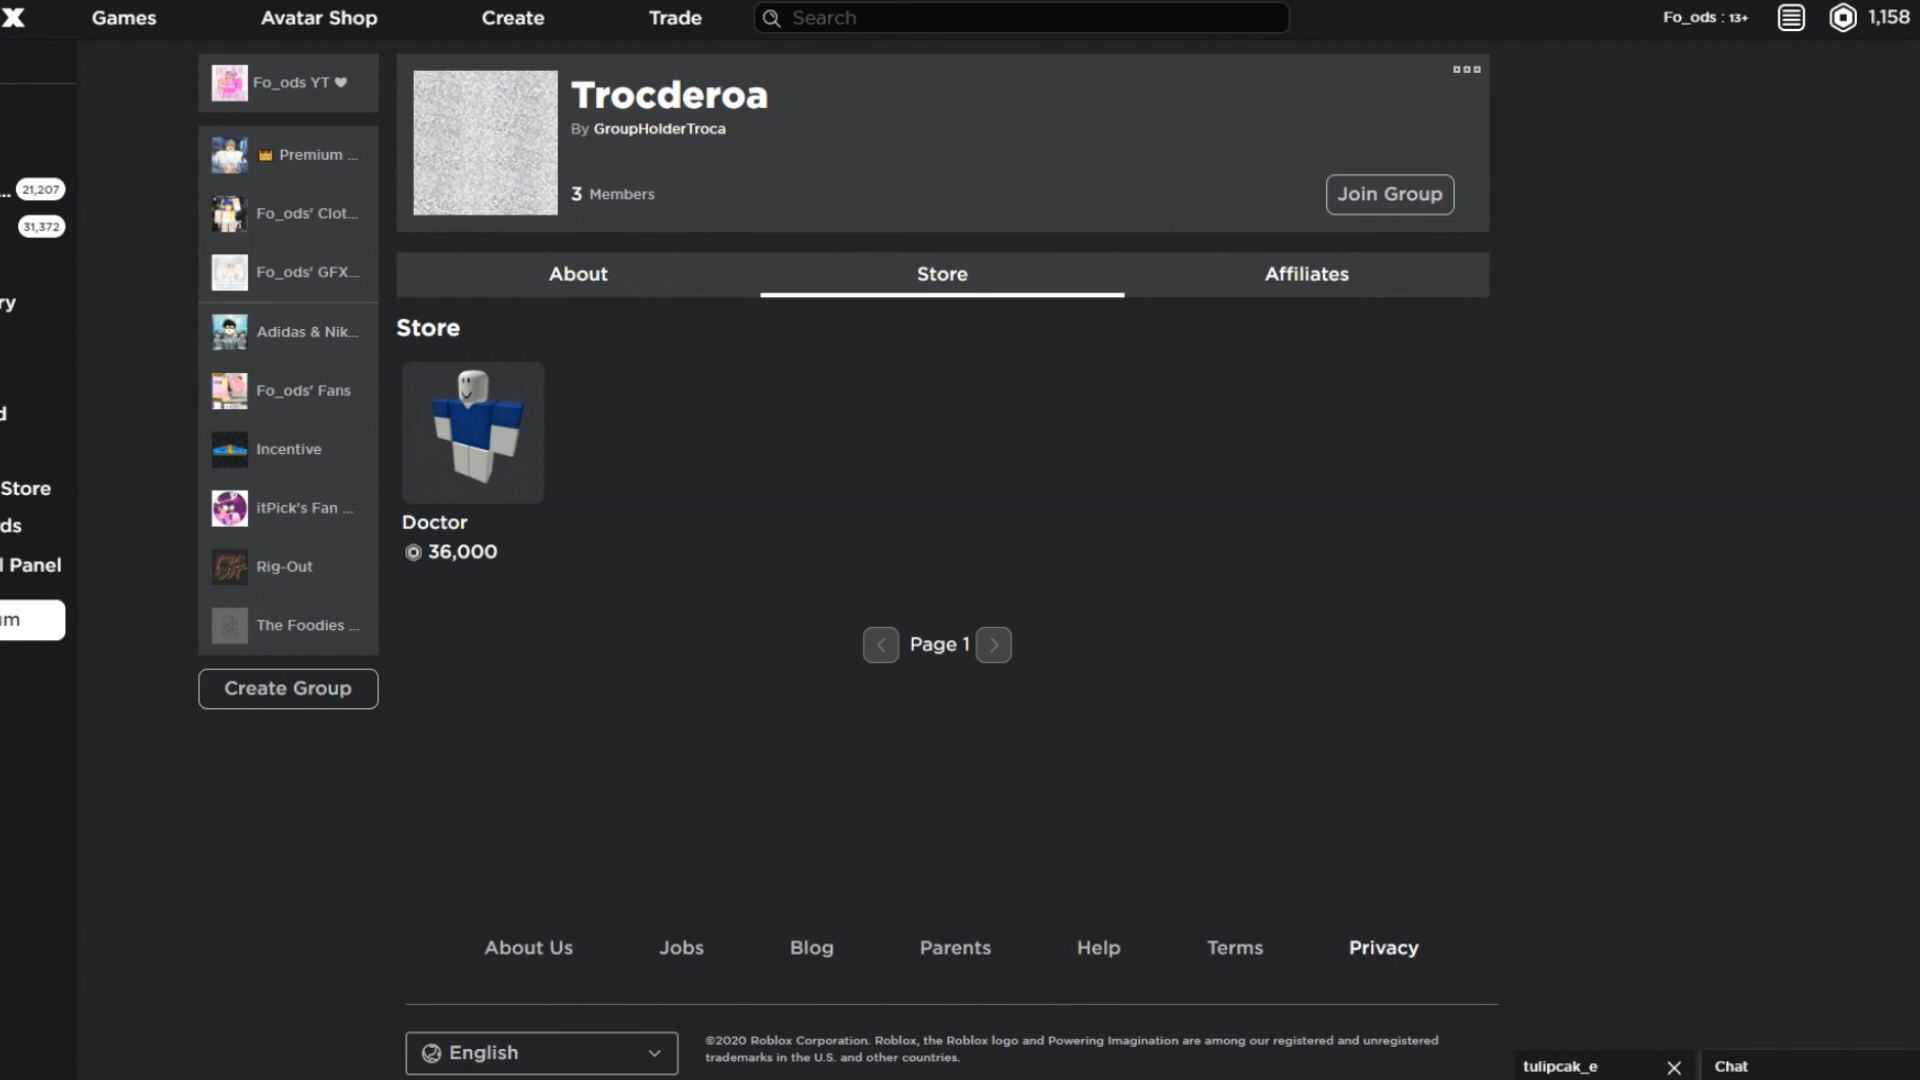 Games
Avatar Shop
Create
Trade
Search
Fo_ods : 13+
1,158
21,207
31,372
ry
d
Store
ds
l Panel
um
Fo_ods YT
Premium ...
Fo_ods' Clot...
Fo_ods' GFX...
Adidas & Nik...
Fo_ods' Fans
Incentive
itPick's Fan ...
Rig-Out
The Foodies ...
Create Group
Trocderoa
By GroupHolderTroca
3 Members
Join Group
About
Store
Affiliates
Store
Doctor
36,000
Page 1
About Us
Jobs
Blog
Parents
Help
Terms
Privacy
English
©2020 Roblox Corporation. Roblox, the Roblox logo and Powering Imagination are among our registered and unregistered
trademarks in the U.S. and other countries.
tulipcak_e
Chat